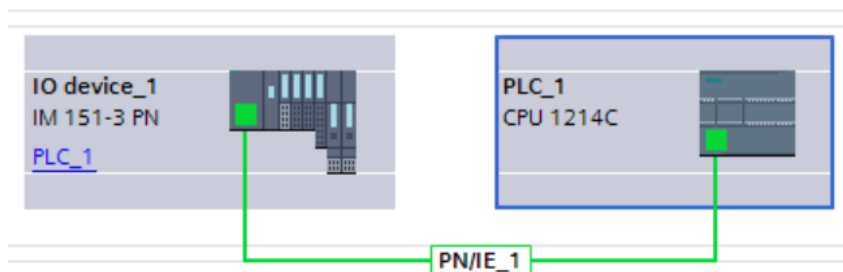 IO device_1
IM 151-3 PN
PLC_1
PLC_1
CPU 1214C
PN/IE_1